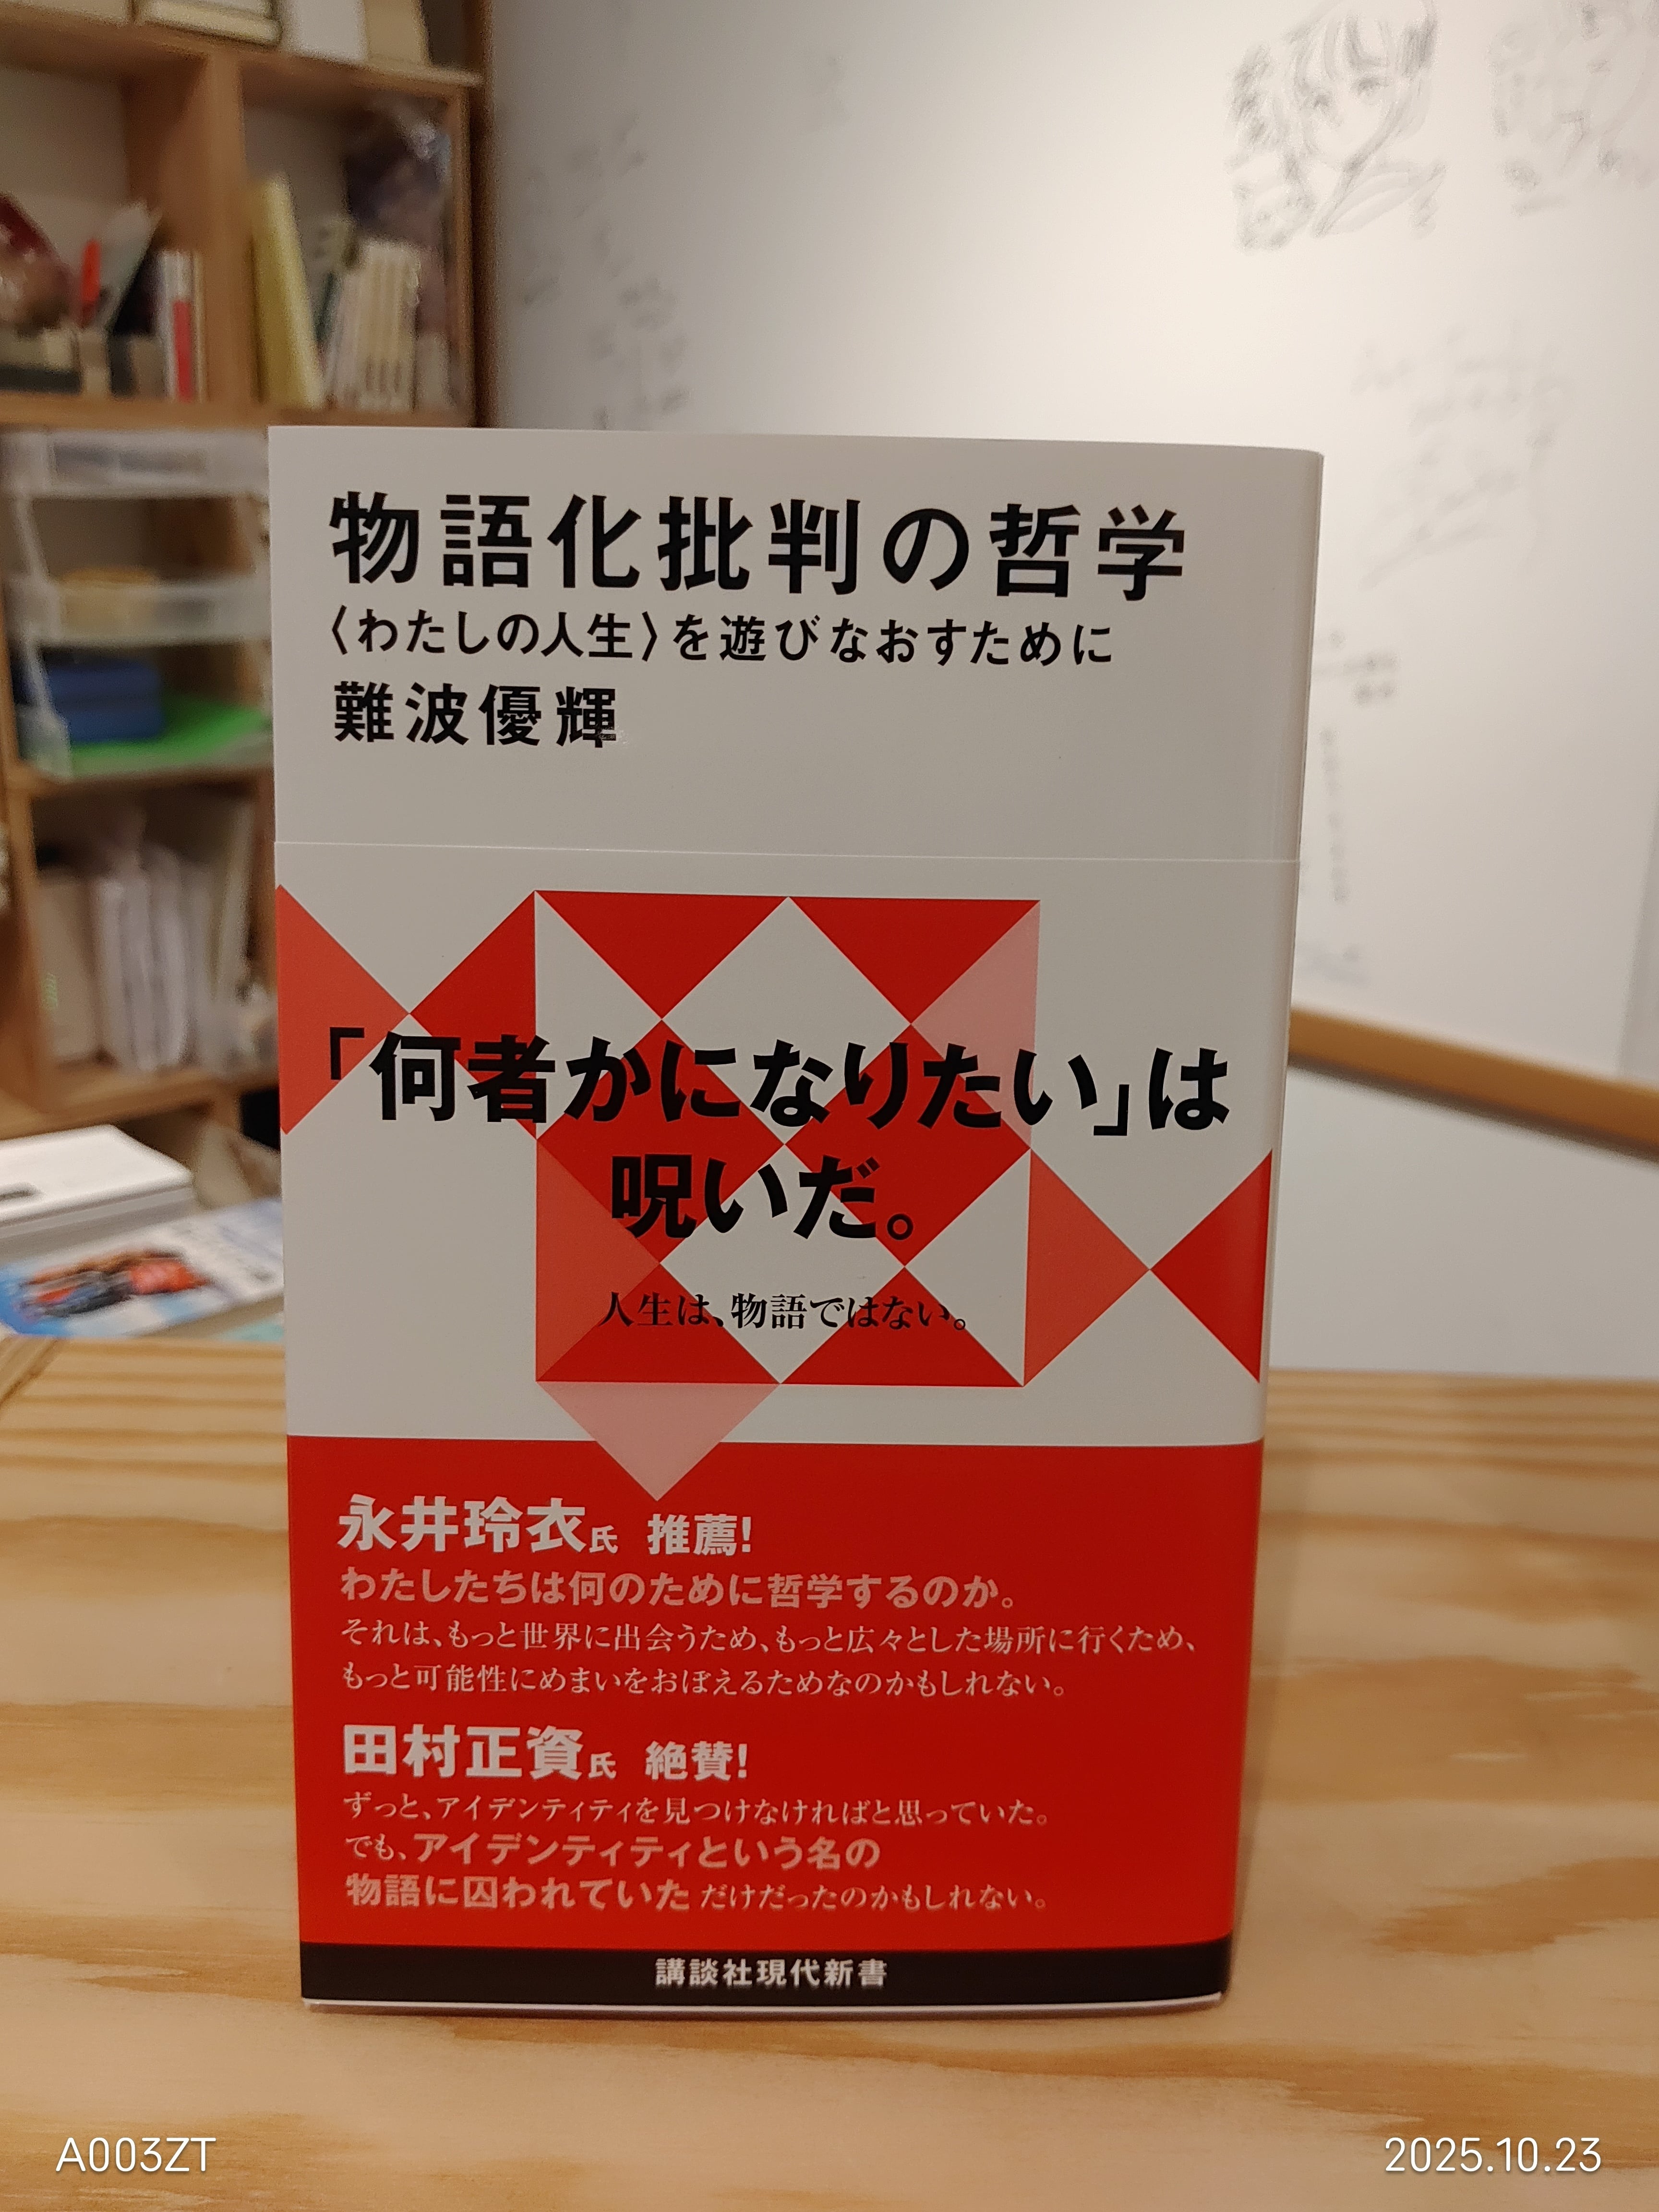 物語化批判の哲学
〈わたしの人生〉を遊びなおすために
難波優輝
「何者かになりたい」は
呪いだ。
人生は、物語ではない。
永井玲衣氏 推薦!
わたしたちは何のために哲学するのか。
それは、もっと世界に出会うため、もっと広々とした場所に行くため、
もっと可能性にめまいをおぼえるためなのかもしれない。
田村正資氏 絶賛!
ずっと、アイデンティティを見つけなければと思っていた。
でも、アイデンティティという名の
物語に囚われていただけだったのかもしれない。
講談社現代新書
A003ZT
2025.10.23